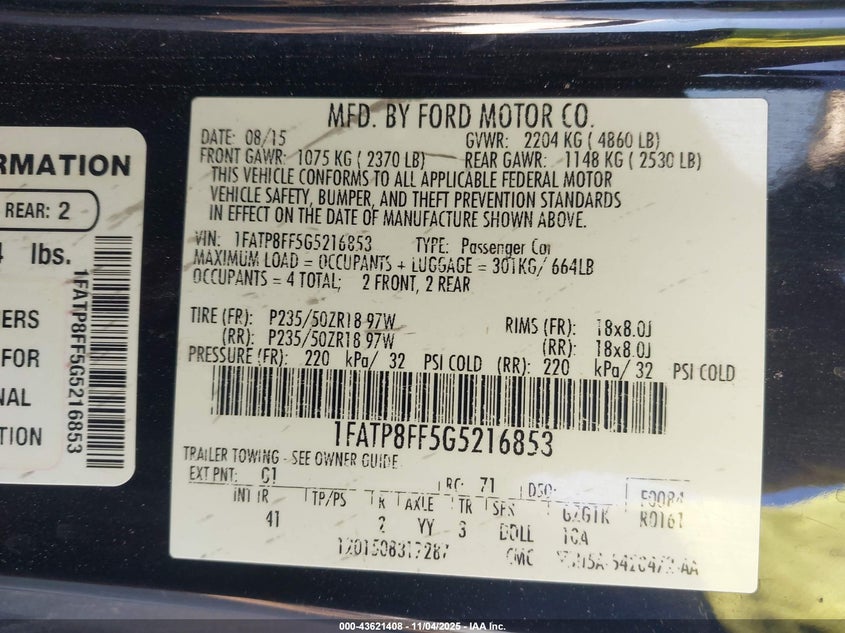 RMATION
REAR: 2
lbs.
ERS
FOR
NAL
TION
1FATP8FF5G5216853
MFD. BY FORD MOTOR CO.
DATE: 08/15 GVWR: 2204 KG ( 4860 LB)
FRONT GAWR: 1075 KG ( 2370 LB) REAR GAWR: 1148 KG ( 2530 LB)
THIS VEHICLE CONFORMS TO ALL APPLICABLE FEDERAL MOTOR
VEHICLE SAFETY, BUMPER, AND THEFT PREVENTION STANDARDS
IN EFFECT ON THE DATE OF MANUFACTURE SHOWN ABOVE.
VIN: 1FATP8FF5G5216853 TYPE: Passenger Car
MAXIMUM LOAD = OCCUPANTS + LUGGAGE = 301KG/ 664LB
OCCUPANTS = 4 TOTAL; 2 FRONT, 2 REAR
TIRE (FR): P235/50ZR18 97W RIMS (FR): 18x8.0J
(RR): P235/50ZR18 97W (RR): 18x8.0J
PRESSURE (FR): 220 kPa/ 32 PSI COLD (RR): 220 kPa/ 32 PSI COLD
1FATP8FF5G5216853
TRAILER TOWING - SEE OWNER GUIDE
EXT PNT: G1 RC: 71 DSO:
INT TR TP/PS R AXLE TR SPR
41 2 YY
CMC
000-43621408 - 11/04/2025 - IAA Inc.